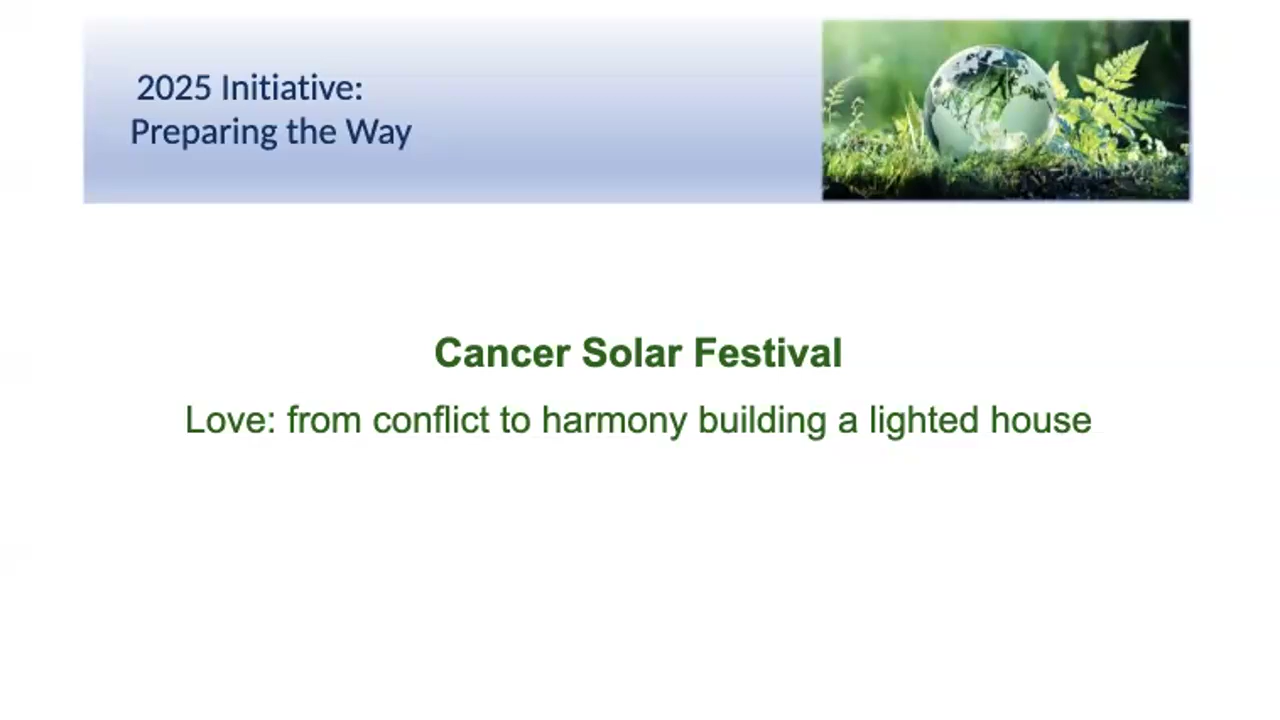 2025 Initiative:
Preparing the Way
Cancer Solar Festival
Love: from conflict to harmony building a lighted house